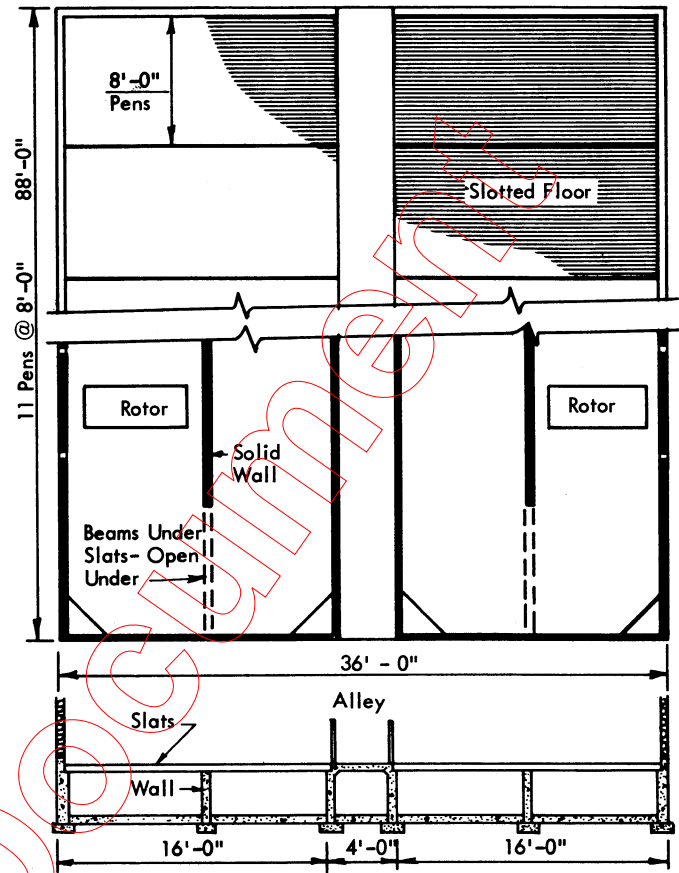 8'-0"
Pens
Slotted Floor
88'-0"
11 Pens @ 8'-0"
Rotor
Rotor
Solid
Wall
Beams Under
Slats- Open
Under
36' - 0"
Alley
Slats
Wall
16'-0"
4'-0"
16'-0"
ocument